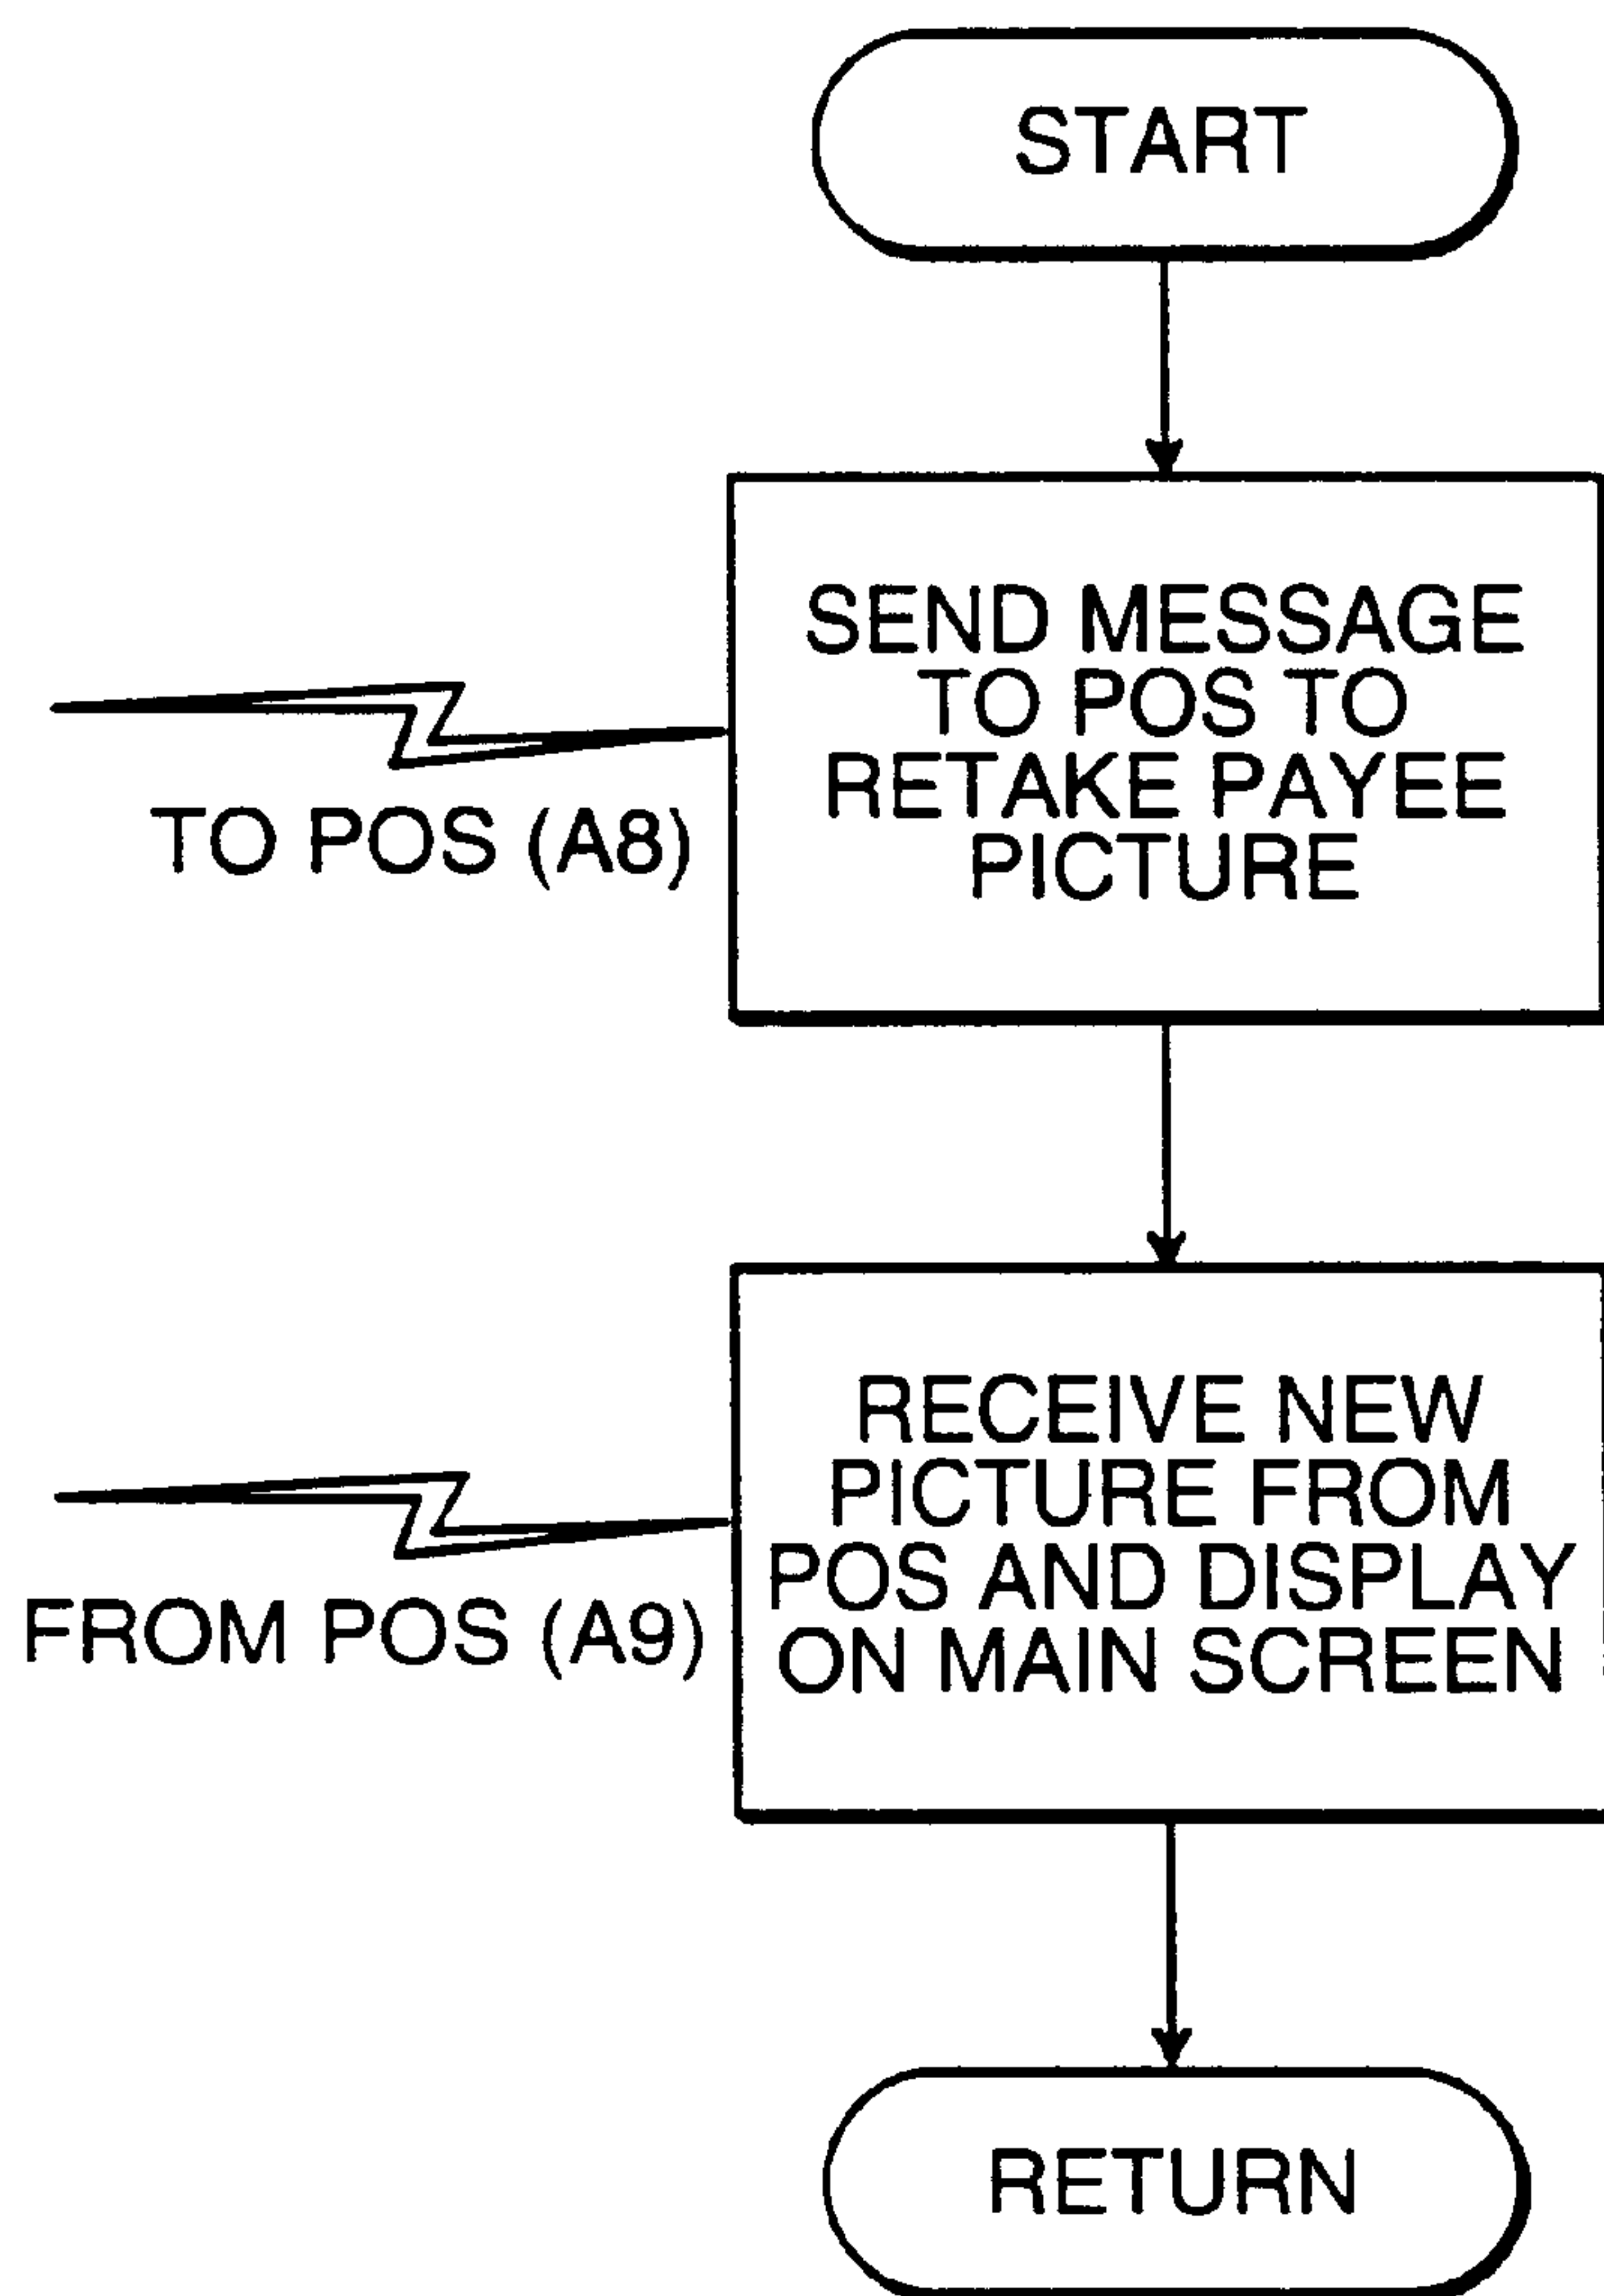 START
SEND MESSAGE
TO POS TO
RETAKE PAYEE
PICTURE
TO POS (A8)
RECEIVE NEW
PICTURE FROM
POS AND DISPLAY
ON MAIN SCREEN
FROM POS (A9)
RETURN